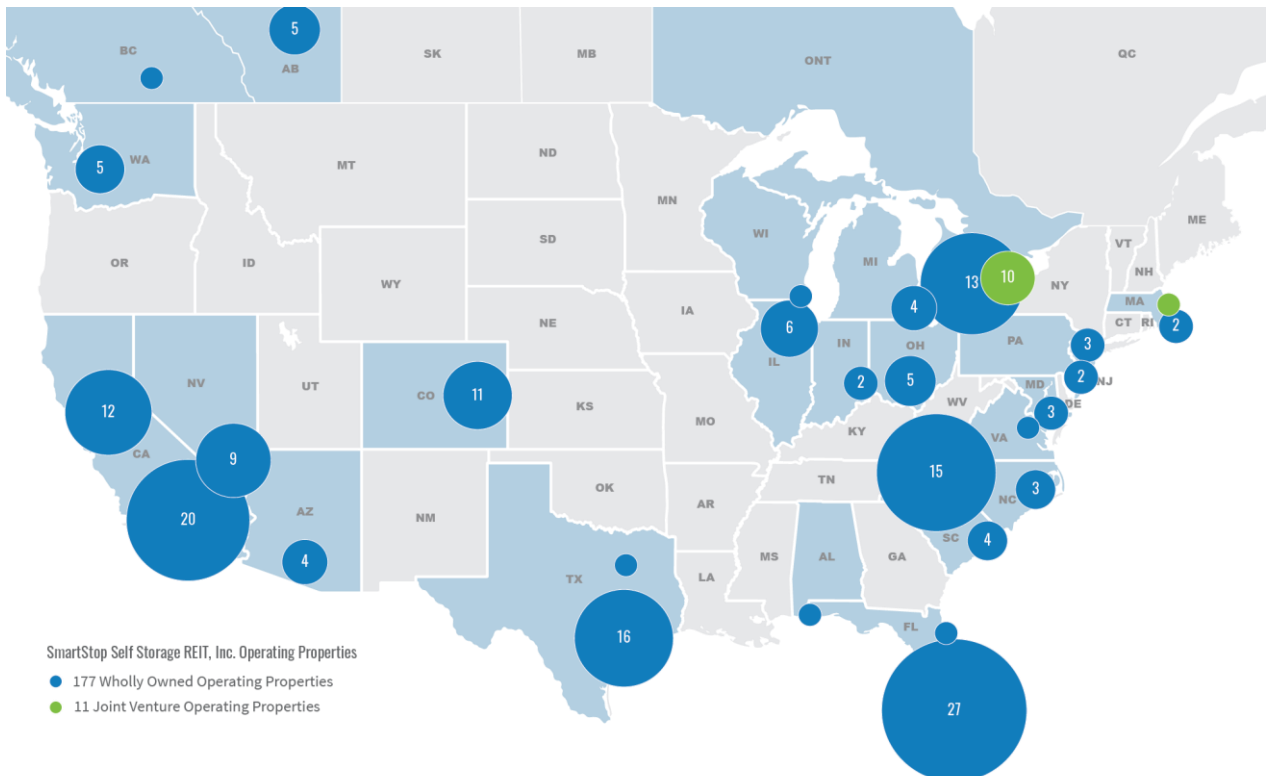 5
BC
AB
SK
MB
ONT
QC
WA
5
MT
ND
MN
ME
VT
NH
OR
ID
SD
WI
MI
13
10
NY
WY
4
MA
2
CT
RI
IA
6
NE
IN
OH
PA
3
IL
2
5
2
NJ
NV
UT
CO
11
MD
DE
3
12
KS
MO
WV
KY
VA
CA
9
15
20
AZ
NM
OK
TN
NC
3
AR
SC
4
4
MS
AL
GA
TX
LA
16
FL
27
SmartStop Self Storage REIT, Inc. Operating Properties
177 Wholly Owned Operating Properties
11 Joint Venture Operating Properties